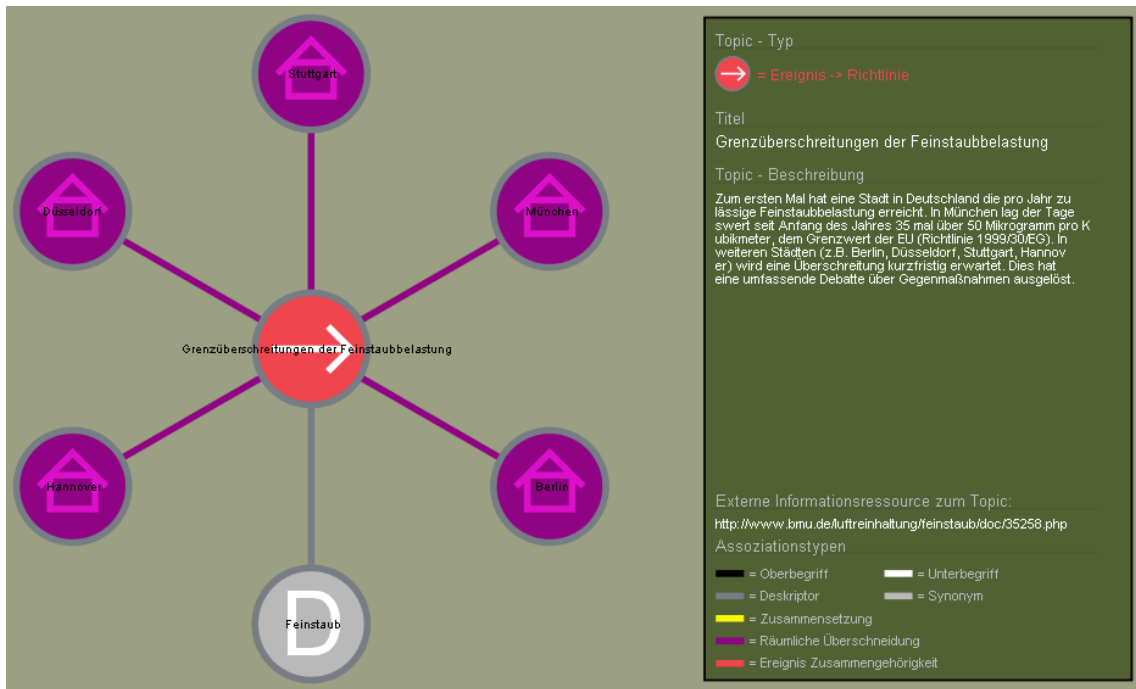 Stuttgart
Düsseldorf
München
Grenzüberschreitungen der Feinstaubbelastung
Hannover
Berlin
D
Feinstaub
Topic - Typ
= Ereignis -> Richtlinie
Titel
Grenzüberschreitungen der Feinstaubbelastung
Topic - Beschreibung
Zum ersten Mal hat eine Stadt in Deutschland die pro Jahr zu
lässige Feinstaubbelastung erreicht. In München lag der Tage
swert seit Anfang des Jahres 35 mal über 50 Mikrogramm pro K
ubikmeter, dem Grenzwert der EU (Richtlinie 1999/30/EG). In
weiteren Städten (z.B. Berlin, Düsseldorf, Stuttgart, Hannov
er) wird eine Überschreitung kurzfristig erwartet. Dies hat
eine umfassende Debatte über Gegenmaßnahmen ausgelöst.
Externe Informationsressource zum Topic:
http://www.bmu.de/luftreinhaltung/feinstaub/doc/35258.php
Assoziationstypen
= Oberbegriff = Unterbegriff
= Deskriptor = Synonym
= Zusammensetzung
= Räumliche Überschneidung
= Ereignis Zusammengehörigkeit